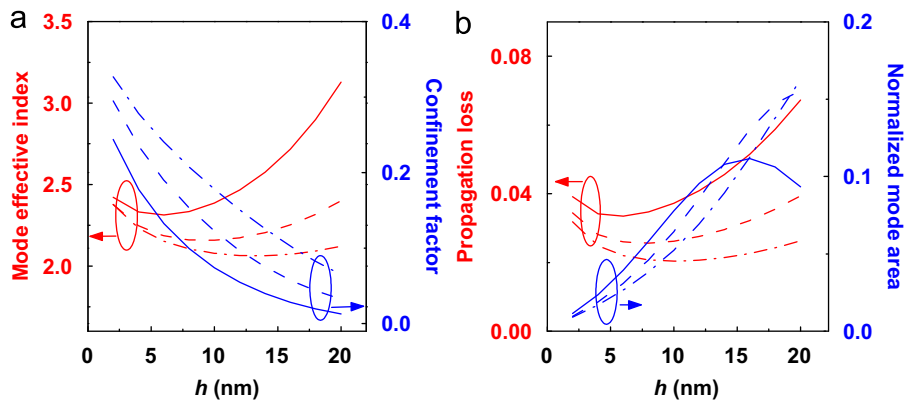 a
3.5
3.0
2.5
2.0
Mode effective index
0
5
10
15
20
h (nm)
0.4
0.2
0.0
Confinement factor
b
0.08
0.04
0.00
Propagation loss
0
5
10
15
20
h (nm)
0.2
0.1
0.0
Normalized mode area